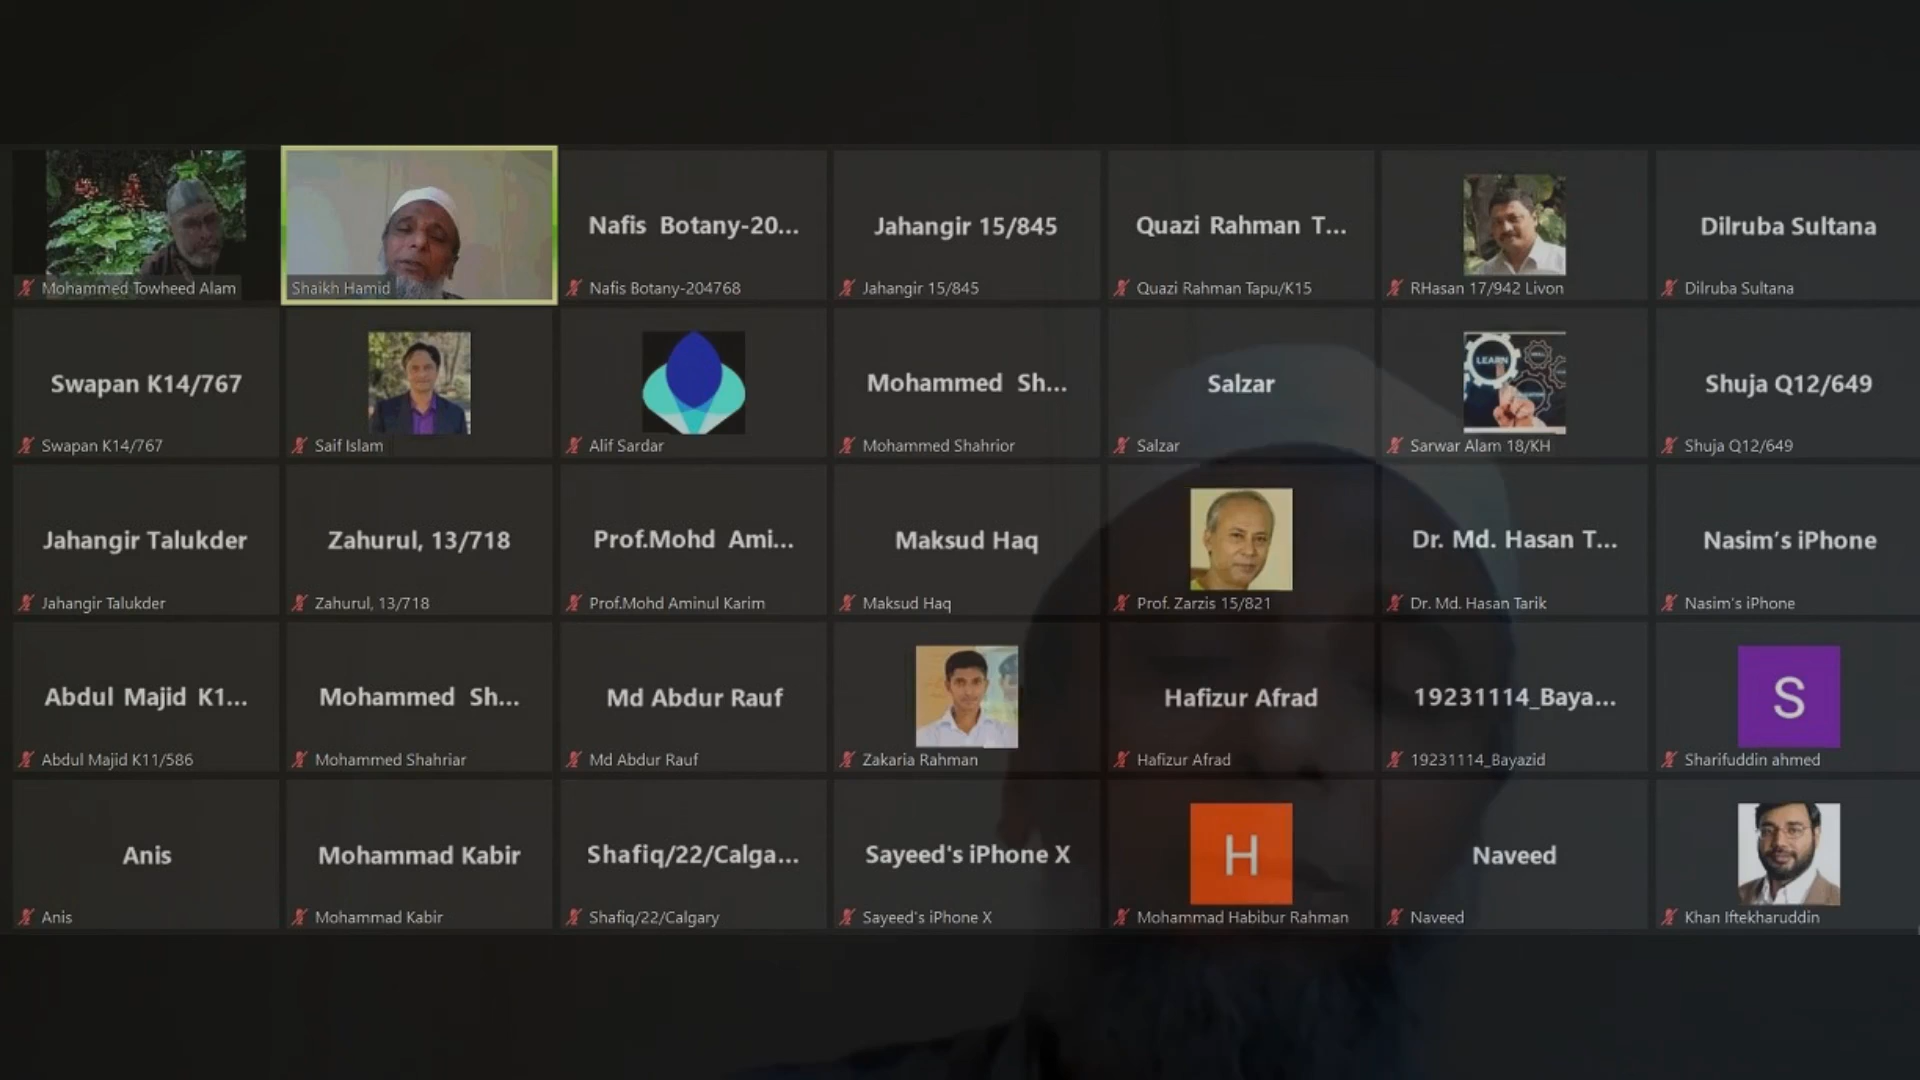 Mohammed Towheed Alam
Shaikh Hamid
Nafis Botany-20...
Nafis Botany-204768
Jahangir 15/845
Jahangir 15/845
Quazi Rahman T...
Quazi Rahman Tapu/K15
RHasan 17/942 Livon
Dilruba Sultana
Dilruba Sultana
Swapan K14/767
Swapan K14/767
Saif Islam
Alif Sardar
Mohammed Sh...
Mohammed Shahrior
Salzar
Salzar
LEARN
Sarwar Alam 18/KH
Shuja Q12/649
Shuja Q12/649
Jahangir Talukder
Jahangir Talukder
Zahurul, 13/718
Zahurul, 13/718
Prof.Mohd Ami...
Prof.Mohd Aminul Karim
Maksud Haq
Maksud Haq
Prof. Zarzis 15/821
Dr. Md. Hasan T...
Dr. Md. Hasan Tarik
Nasim's iPhone
Nasim's iPhone
Abdul Majid K1...
Abdul Majid K11/586
Mohammed Sh...
Mohammed Shahriar
Md Abdur Rauf
Md Abdur Rauf
Zakaria Rahman
Hafizur Afrad
Hafizur Afrad
19231114_Baya...
19231114_Bayazid
S
Sharifuddin ahmed
Anis
Anis
Mohammad Kabir
Mohammad Kabir
Shafiq/22/Calga...
Shafiq/22/Calgary
Sayeed's iPhone X
Sayeed's iPhone X
H
Mohammad Habibur Rahman
Naveed
Naveed
Khan Iftekharuddin